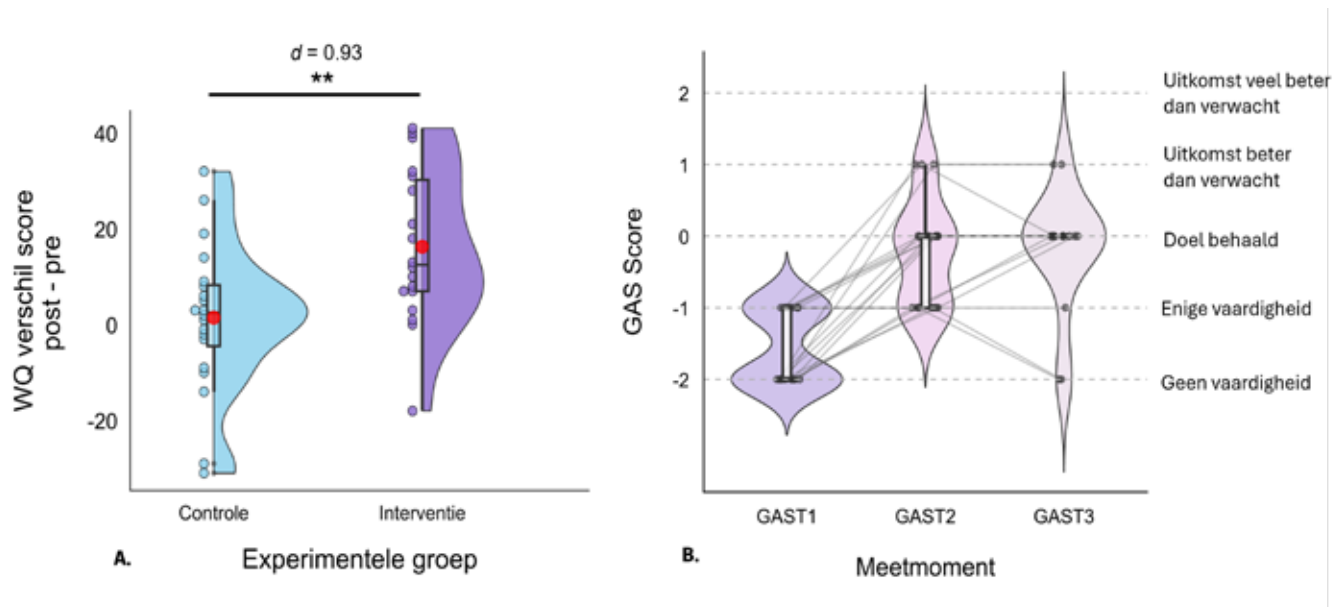 d = 0.93
**
40
20
0
-20
WQ verschil score
post - pre
Controle
Interventie
A.
Experimentele groep
2
1
0
-1
-2
GAS Score
Uitkomst veel beter
dan verwacht
Uitkomst beter
dan verwacht
Doel behaald
Enige vaardigheid
Geen vaardigheid
GAST1
GAST2
GAST3
B.
Meetmoment